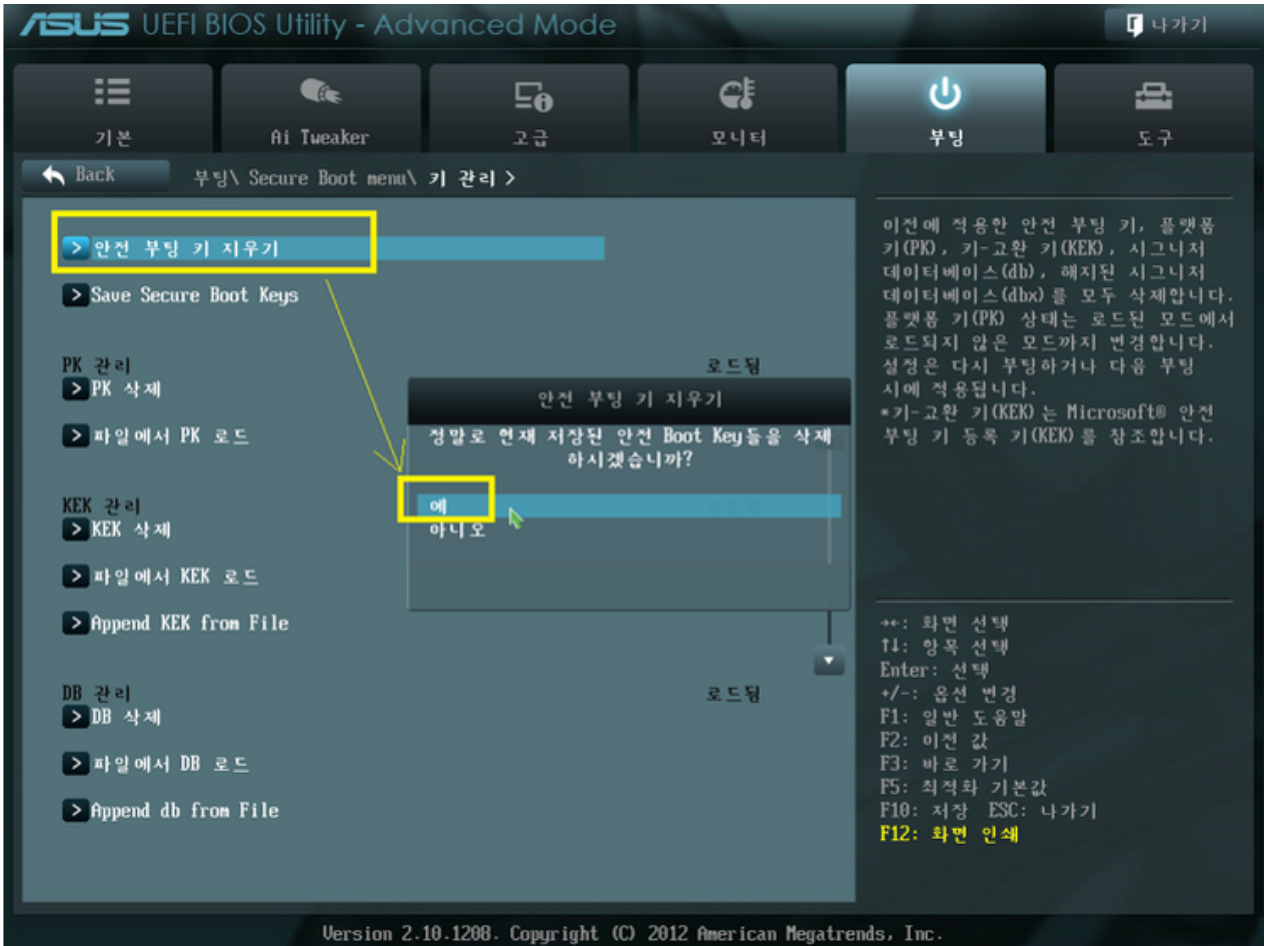 ASUS UEFI BIOS Utility - Advanced Mode
나가기
기본
Ai Tweaker
고급
모니터
부팅
도구
Back
부팅\ Secure Boot menu\ 키 관리 >
> 안전 부팅 키 지우기
> Save Secure Boot Keys
PK 관리 로드됨
> PK 삭제
> 파일에서 PK 로드
KEK 관리
> KEK 삭제
> 파일에서 KEK 로드
> Append KEK from File
DB 관리 로드됨
> DB 삭제
> 파일에서 DB 로드
> Append db from File
안전 부팅 키 지우기
정말로 현재 저장된 안전 Boot Key들을 삭제
하시겠습니까?
예
아니오
이전에 적용한 안전 부팅 키, 플랫폼
키(PK), 키-교환 키(KEK), 시그니처
데이터베이스(db), 해지된 시그니처
데이터베이스(dbx)를 모두 삭제합니다.
플랫폼 키(PK) 상태는 로드된 모드에서
로드되지 않은 모드까지 변경합니다.
설정은 다시 부팅하거나 다음 부팅
시에 적용됩니다.
*키-교환 키(KEK)는 Microsoft® 안전
부팅 키 등록 키(KEK)를 참조합니다.
→←: 화면 선택
↑↓: 항목 선택
Enter: 선택
+/-: 옵션 변경
F1: 일반 도움말
F2: 이전 값
F3: 바로 가기
F5: 최적화 기본값
F10: 저장 ESC: 나가기
F12: 화면 인쇄
Version 2.10.1208. Copyright (C) 2012 American Megatrends, Inc.